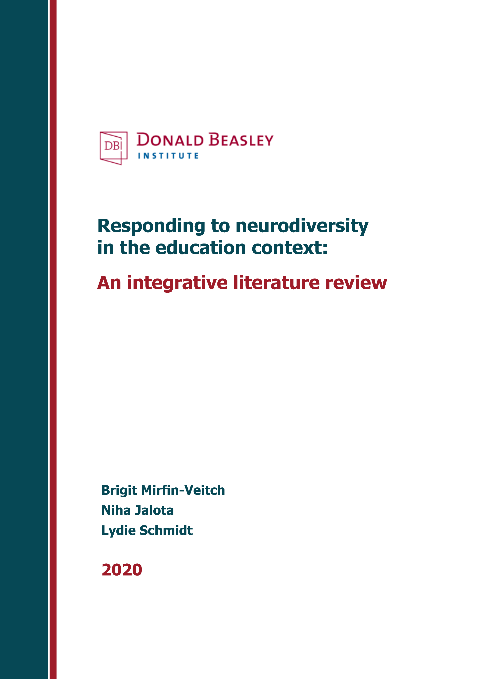 DBI
DONALD BEASLEY
INSTITUTE
Responding to neurodiversity
in the education context:
An integrative literature review
Brigit Mirfin-Veitch
Niha Jalota
Lydie Schmidt
2020